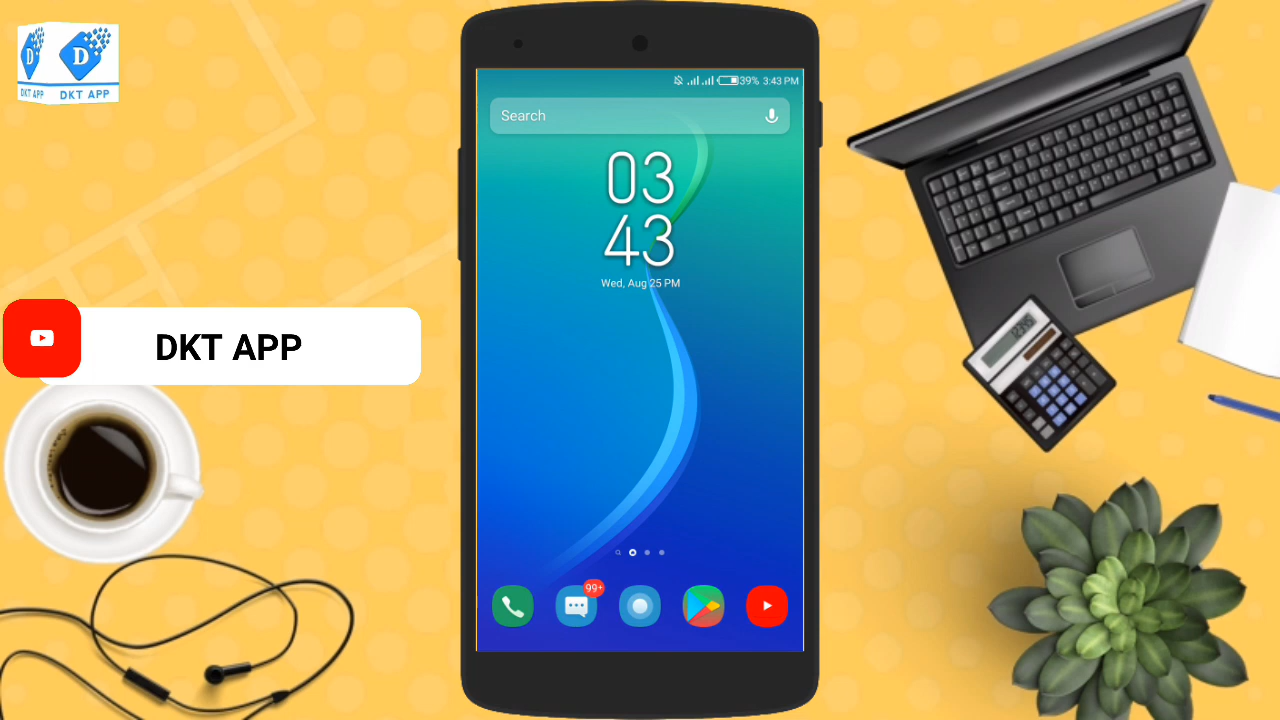 D
D
DKT APP
DKT APP
39% 3:43 PM
Search
03
43
Wed, Aug 25 PM
DKT APP
99+